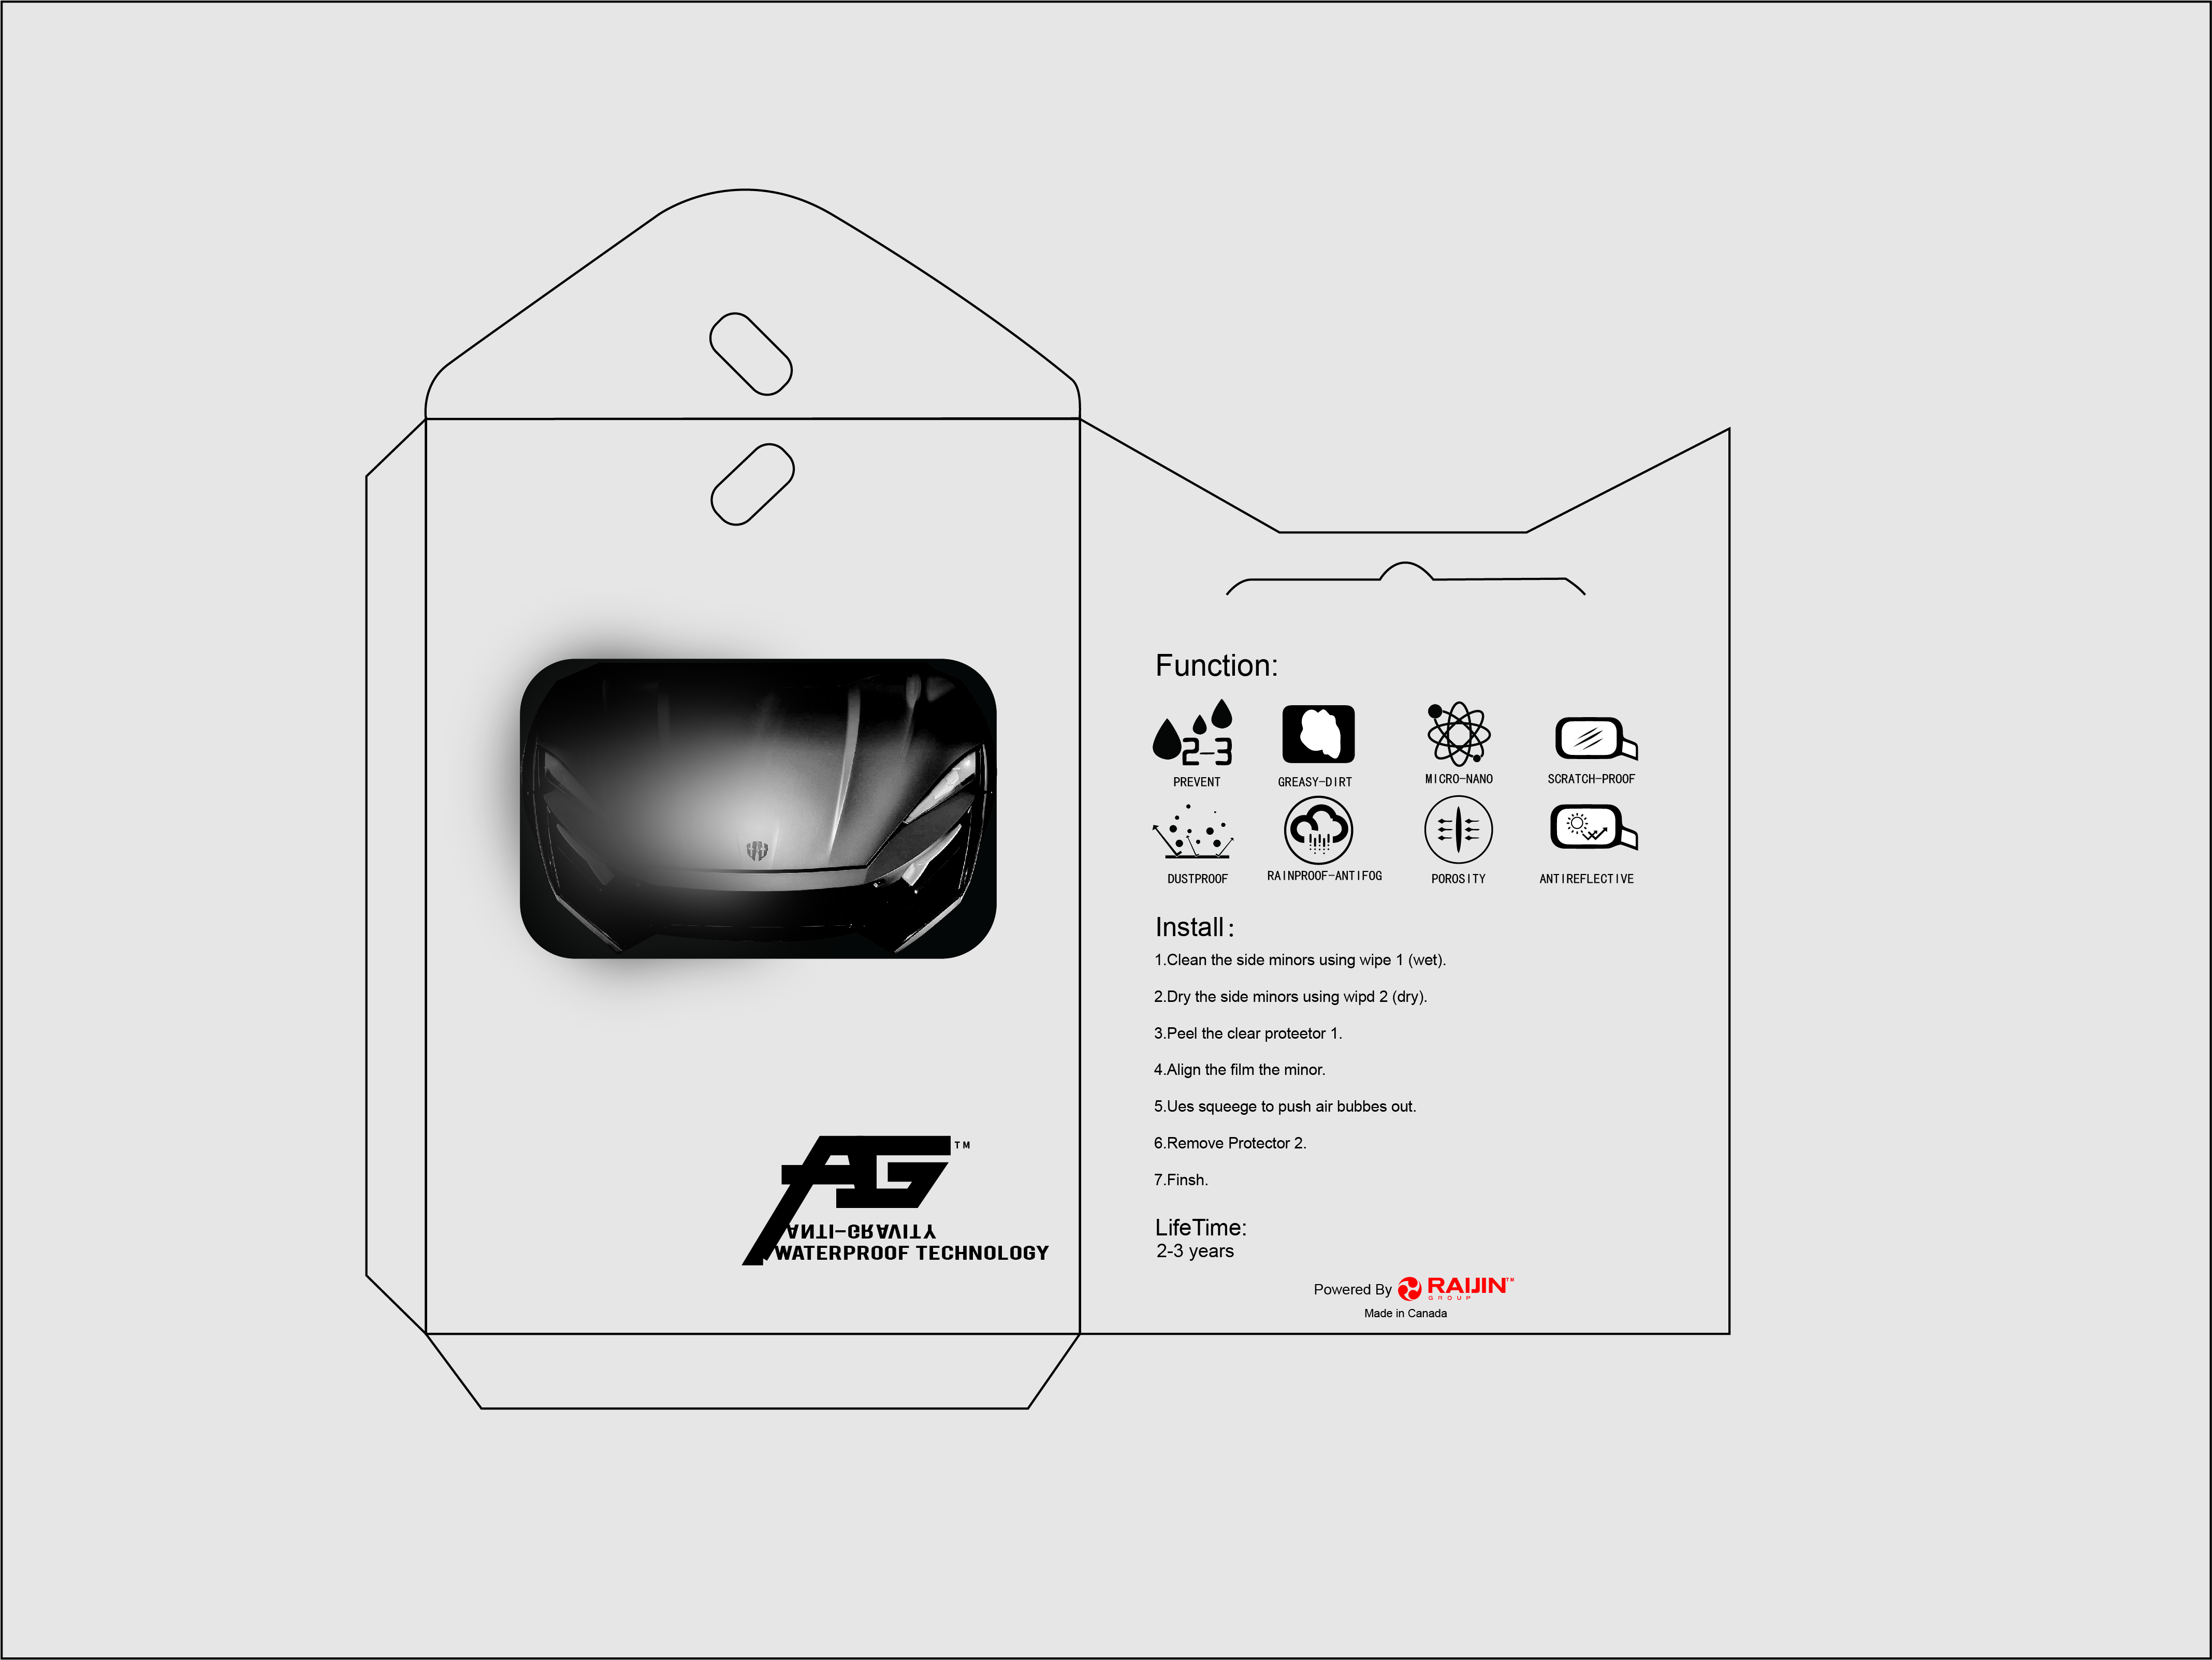 AG™
ANTI-GRAVITY
WATERPROOF TECHNOLOGY
Function:
2-3
PREVENT
GREASY-DIRT
MICRO-NANO
SCRATCH-PROOF
DUSTPROOF
RAINPROOF-ANTIFOG
POROSITY
ANTIREFLECTIVE
Install:
1.Clean the side minors using wipe 1 (wet).
2.Dry the side minors using wipd 2 (dry).
3.Peel the clear proteetor 1.
4.Align the film the minor.
5.Ues squeege to push air bubbes out.
6.Remove Protector 2.
7.Finsh.
LifeTime:
2-3 years
Powered By RAIJIN™
GROUP
Made in Canada